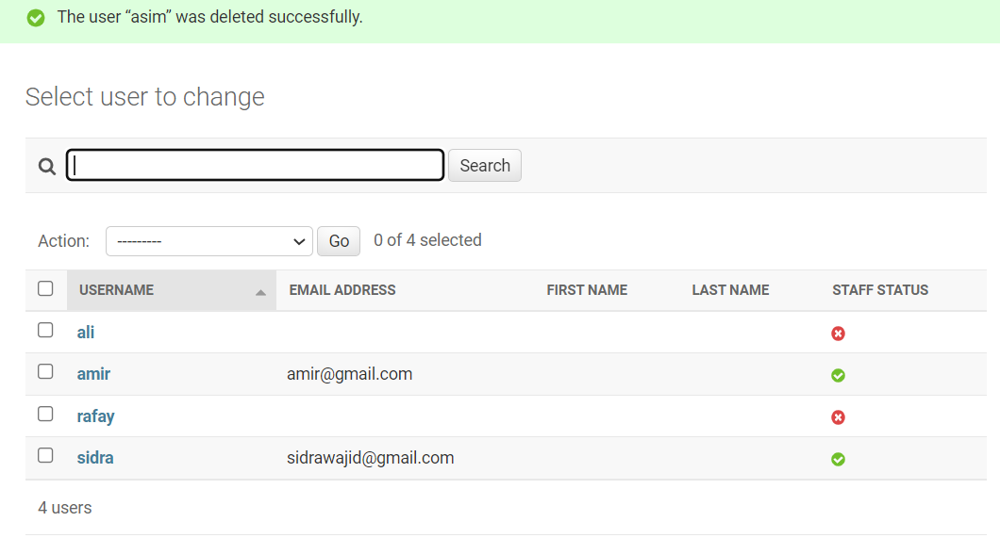 The user “asim” was deleted successfully.
Select user to change
Search
Action: --------- Go 0 of 4 selected
USERNAME EMAIL ADDRESS FIRST NAME LAST NAME STAFF STATUS
ali
amir amir@gmail.com
rafay
sidra sidrawajid@gmail.com
4 users